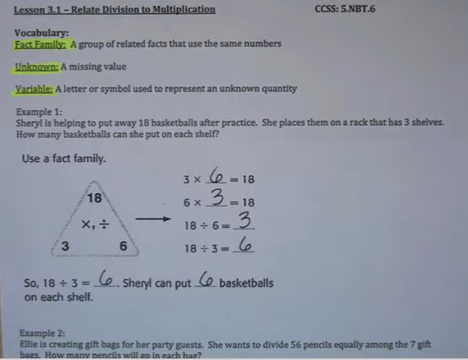 Lesson 3.1 – Relate Division to Multiplication CCSS: 5.NBT.6
Vocabulary:
Fact Family: A group of related facts that use the same numbers
Unknown: A missing value
Variable: A letter or symbol used to represent an unknown quantity
Example 1:
Sheryl is helping to put away 18 basketballs after practice. She places them on a rack that has 3 shelves.
How many basketballs can she put on each shelf?
Use a fact family.
18
×, ÷
3 6
3 × 6 = 18
6 × 3 = 18
18 ÷ 6 = 3
18 ÷ 3 = 6
So, 18 ÷ 3 = 6. Sheryl can put 6 basketballs
on each shelf.
Example 2:
Ellie is creating gift bags for her party guests. She wants to divide 56 pencils equally among the 7 gift
bags. How many pencils will go in each bag?